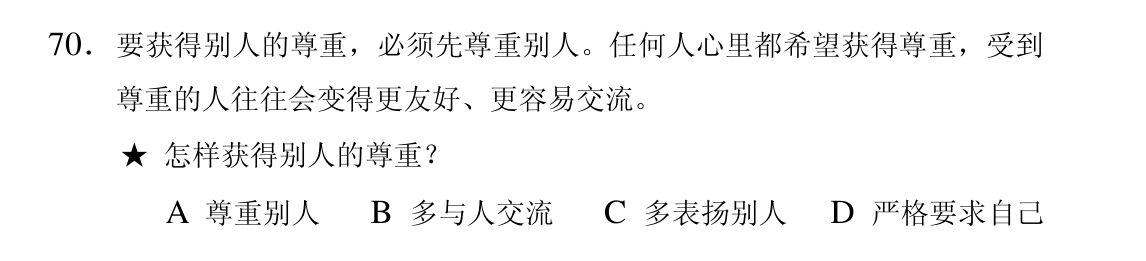 70．要获得别人的尊重，必须先尊重别人。任何人心里都希望获得尊重，受到
尊重的人往往会变得更友好、更容易交流。
★ 怎样获得别人的尊重？
A 尊重别人 B 多与人交流 C 多表扬别人 D 严格要求自己